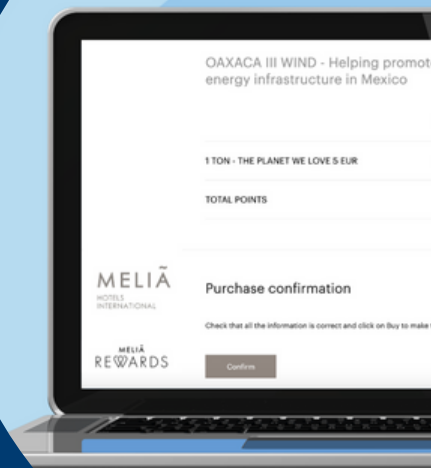 OAXACA III WIND - Helping promot
energy infrastructure in Mexico
1 TON - THE PLANET WE LOVE 5 EUR
TOTAL POINTS
MELIÃ
HOTELS
INTERNATIONAL
Purchase confirmation
Check that all the information is correct and click on Buy to make
MELIÃ
REWARDS
Confirm